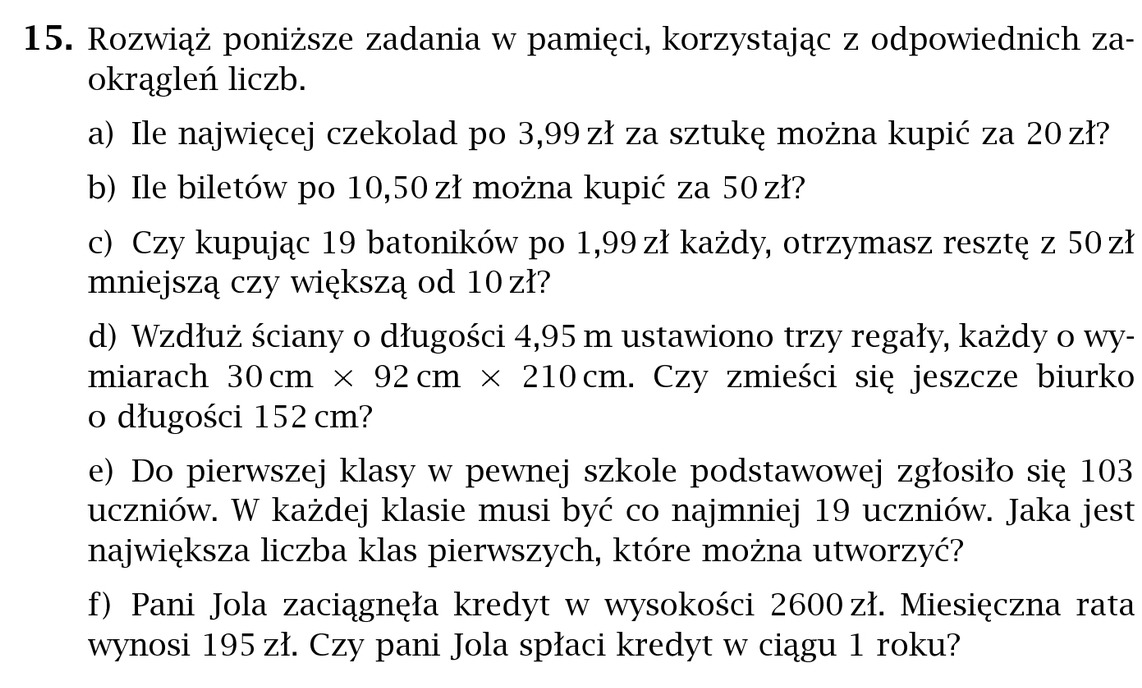 15. Rozwiąż poniższe zadania w pamięci, korzystając z odpowiednich za-
okrągleń liczb.
a) Ile najwięcej czekolad po 3,99 zł za sztukę można kupić za 20 zł?
b) Ile biletów po 10,50 zł można kupić za 50 zł?
c) Czy kupując 19 batoników po 1,99 zł każdy, otrzymasz resztę z 50 zł
mniejszą czy większą od 10 zł?
d) Wzdłuż ściany o długości 4,95 m ustawiono trzy regały, każdy o wy-
miarach 30 cm × 92 cm × 210 cm. Czy zmieści się jeszcze biurko
o długości 152 cm?
e) Do pierwszej klasy w pewnej szkole podstawowej zgłosiło się 103
uczniów. W każdej klasie musi być co najmniej 19 uczniów. Jaka jest
największa liczba klas pierwszych, które można utworzyć?
f) Pani Jola zaciągnęła kredyt w wysokości 2600 zł. Miesięczna rata
wynosi 195 zł. Czy pani Jola spłaci kredyt w ciągu 1 roku?